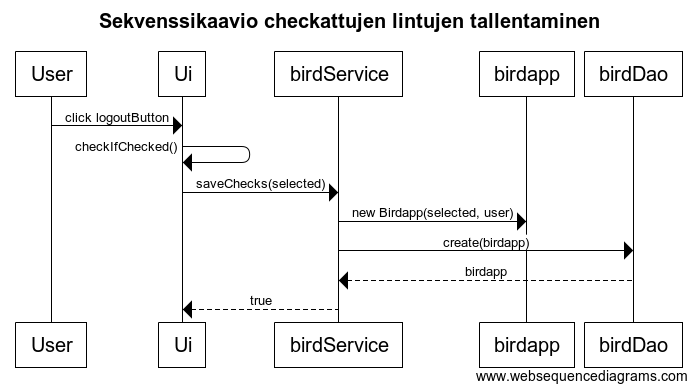 Sekvenssikaavio checkattujen lintujen tallentaminen
User Ui birdService birdapp birdDao
click logoutButton
checkIfChecked()
saveChecks(selected)
new Birdapp(selected, user)
create(birdapp)
birdapp
true
User Ui birdService birdapp birdDao
www.websequencediagrams.com